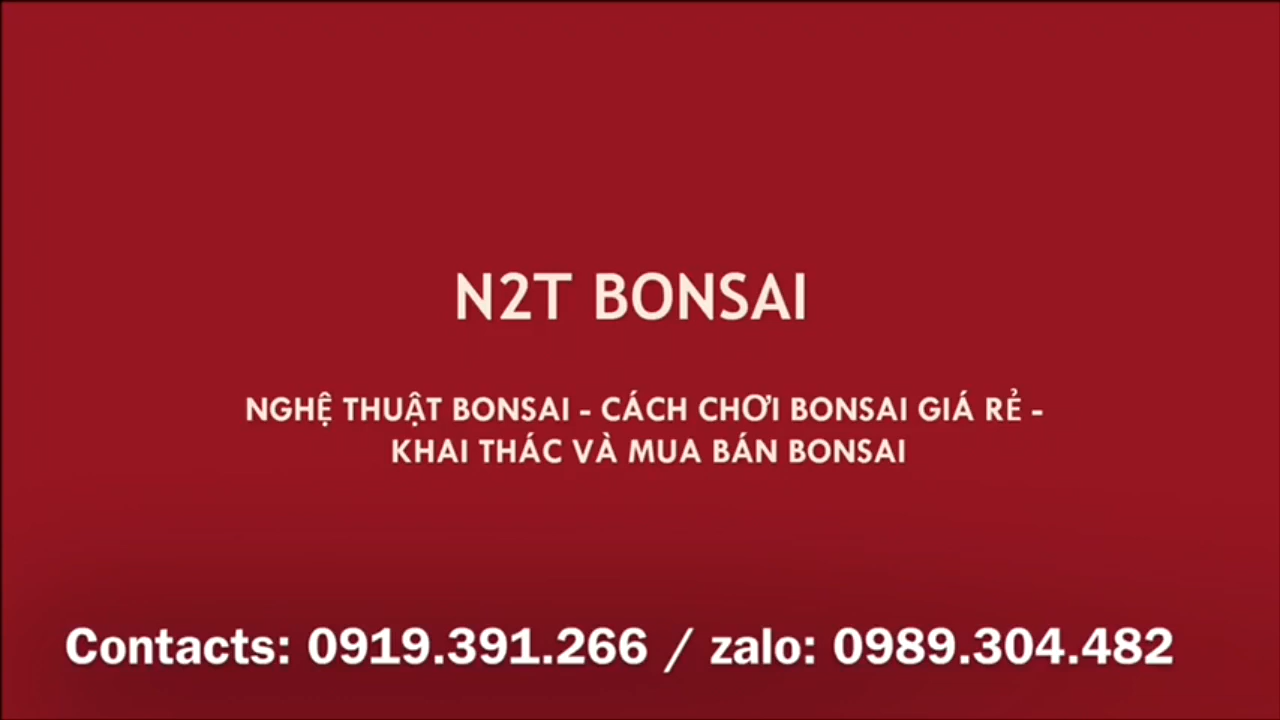 N2T BONSAI
NGHỆ THUẬT BONSAI - CÁCH CHƠI BONSAI GIÁ RẺ -
KHAI THÁC VÀ MUA BÁN BONSAI
Contacts: 0919.391.266 / zalo: 0989.304.482